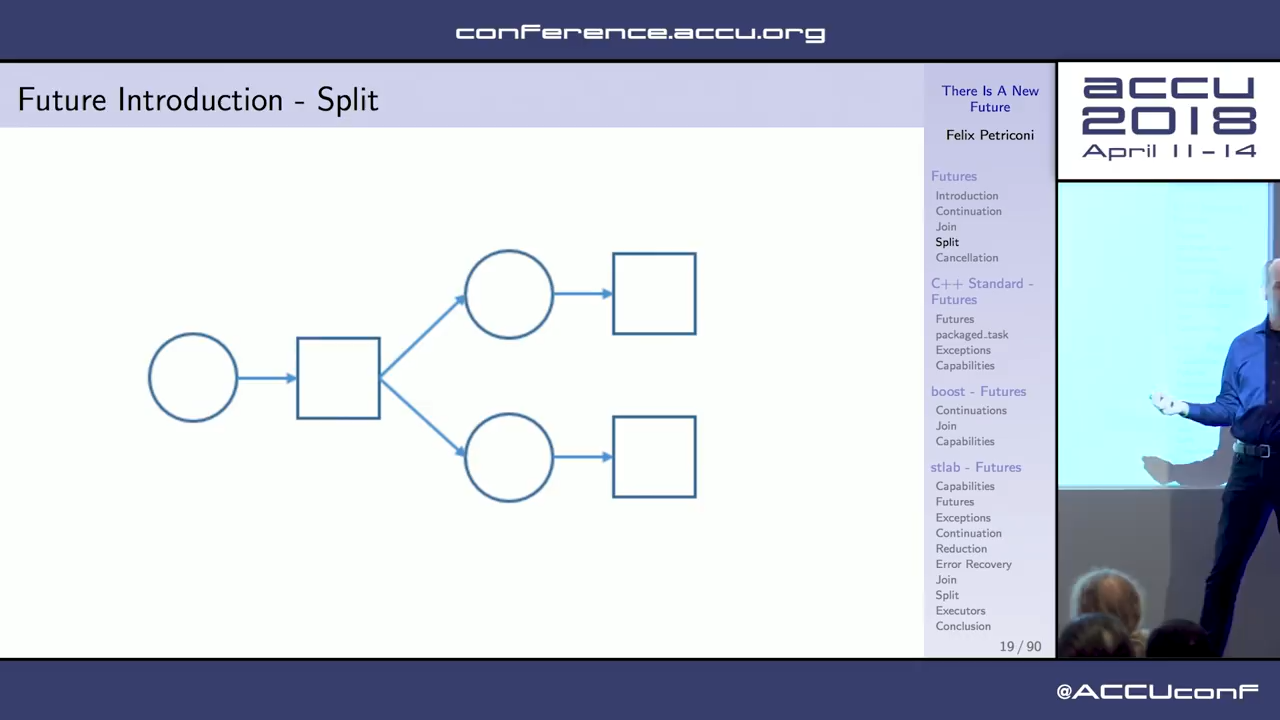 conference.accu.org
Future Introduction - Split
There Is A New
Future
Felix Petriconi
Futures
Introduction
Continuation
Join
Split
Cancellation
C++ Standard -
Futures
Futures
packaged_task
Exceptions
Capabilities
boost - Futures
Continuations
Join
Capabilities
stlab - Futures
Capabilities
Futures
Exceptions
Continuation
Reduction
Error Recovery
Join
Split
Executors
Conclusion
19 / 90
accu
2018
April 11-14
@ACCUconf